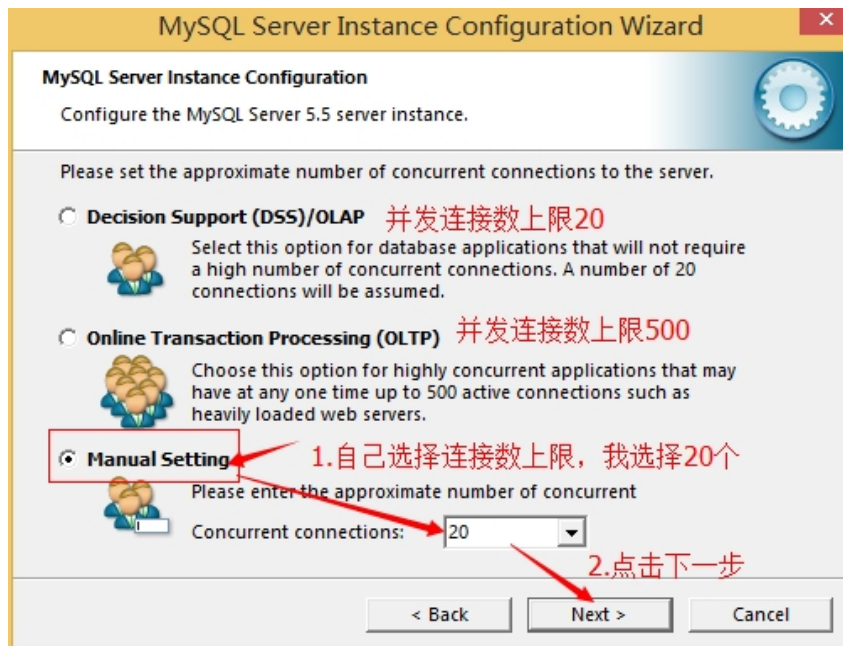 MySQL Server Instance Configuration Wizard
MySQL Server Instance Configuration
Configure the MySQL Server 5.5 server instance.
Please set the approximate number of concurrent connections to the server.
Decision Support (DSS)/OLAP 并发连接数上限20
Select this option for database applications that will not require
a high number of concurrent connections. A number of 20
connections will be assumed.
Online Transaction Processing (OLTP) 并发连接数上限500
Choose this option for highly concurrent applications that may
have at any one time up to 500 active connections such as
heavily loaded web servers.
Manual Setting 1.自己选择连接数上限，我选择20个
Please enter the approximate number of concurrent
Concurrent connections: 20
2.点击下一步
< Back Next > Cancel